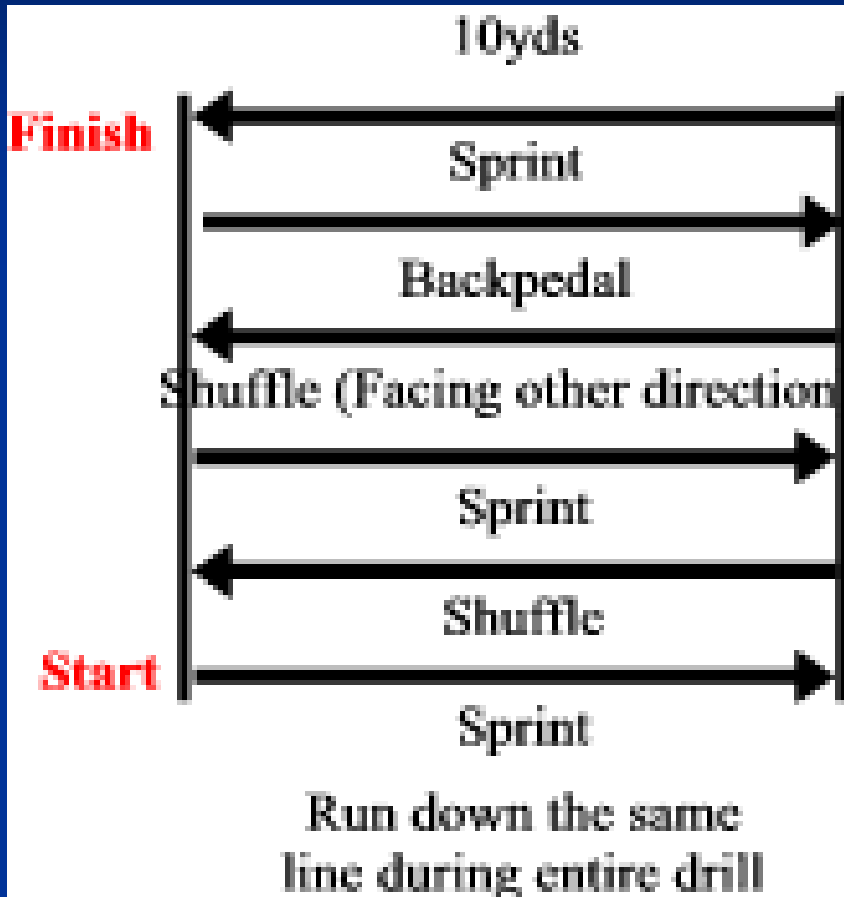 10yds
Finish
Sprint
Backpedal
Shuffle (Facing other direction
Sprint
Shuffle
Start
Sprint
Run down the same
line during entire drill